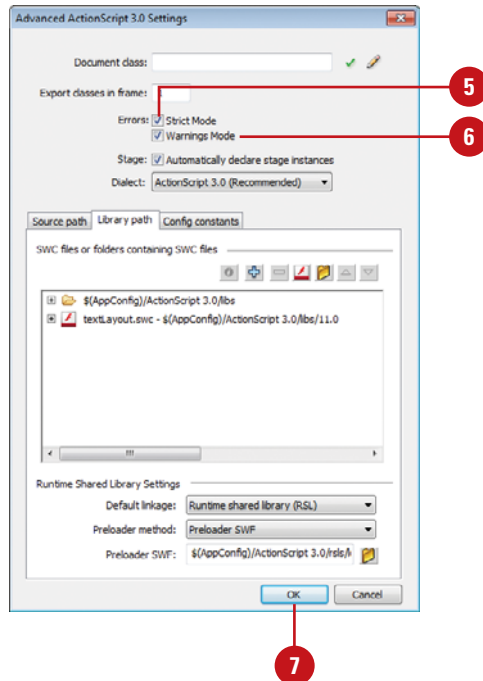 Advanced ActionScript 3.0 Settings
Document class:
Export classes in frame:
5
Errors: Strict Mode
Warnings Mode
6
Stage: Automatically declare stage instances
Dialect: ActionScript 3.0 (Recommended)
Source path Library path Config constants
SWC files or folders containing SWC files
$(AppConfig)/ActionScript 3.0/libs
textLayout.swc - $(AppConfig)/ActionScript 3.0/libs/11.0
Runtime Shared Library Settings
Default linkage: Runtime shared library (RSL)
Preloader method: Preloader SWF
Preloader SWF: $(AppConfig)/ActionScript 3.0/rsls/
OK Cancel
7